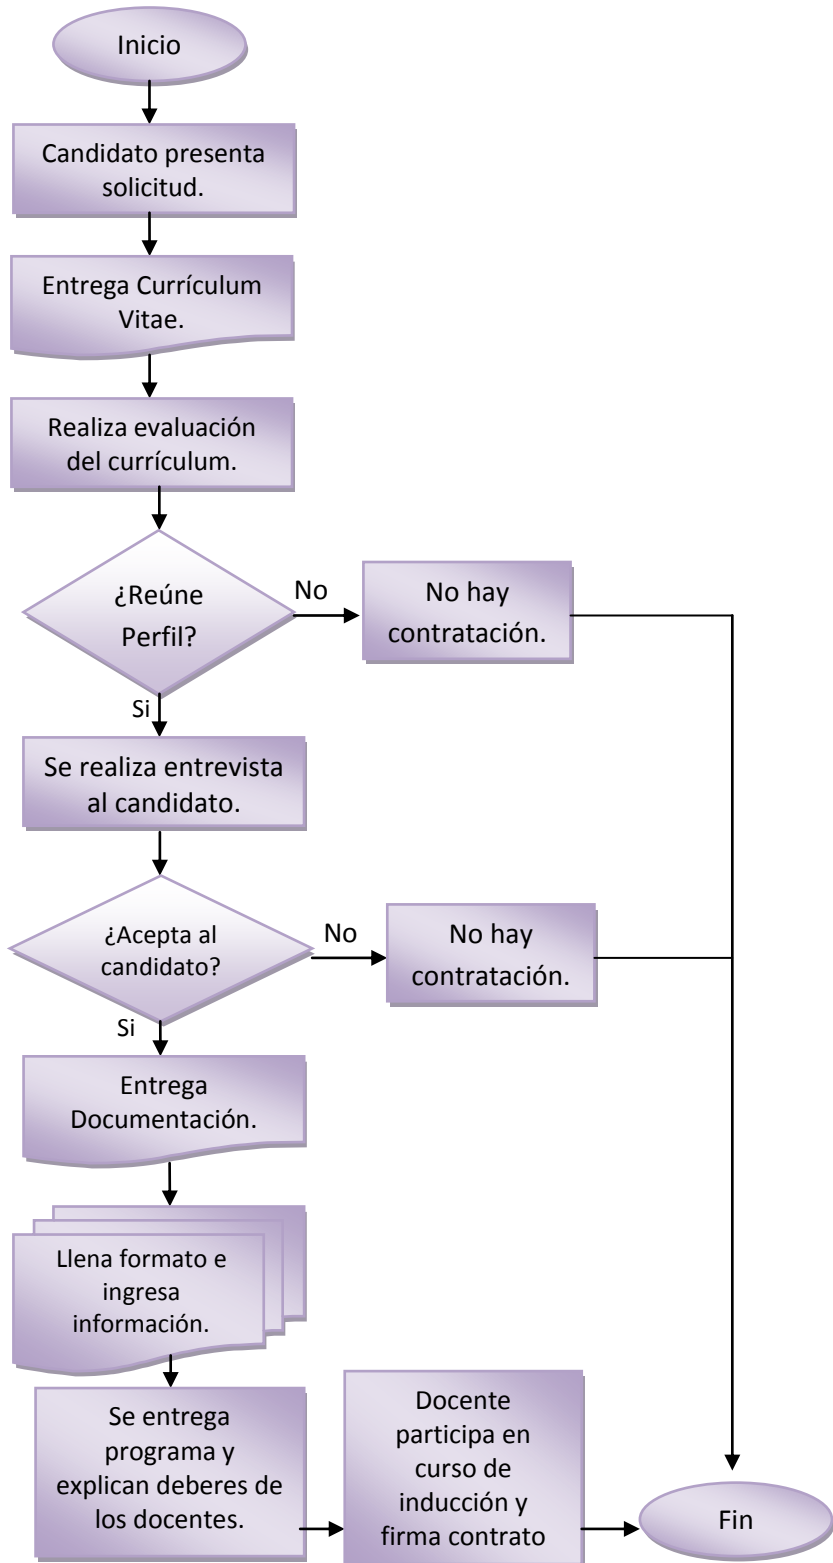 Inicio
Candidato presenta
solicitud.
Entrega Currículum
Vitae.
Realiza evaluación
del currículum.
¿Reúne
Perfil?
No
No hay
contratación.
Si
Se realiza entrevista
al candidato.
¿Acepta al
candidato?
No
No hay
contratación.
Si
Entrega
Documentación.
Llena formato e
ingresa
información.
Se entrega
programa y
explican deberes de
los docentes.
Docente
participa en
curso de
inducción y
firma contrato
Fin